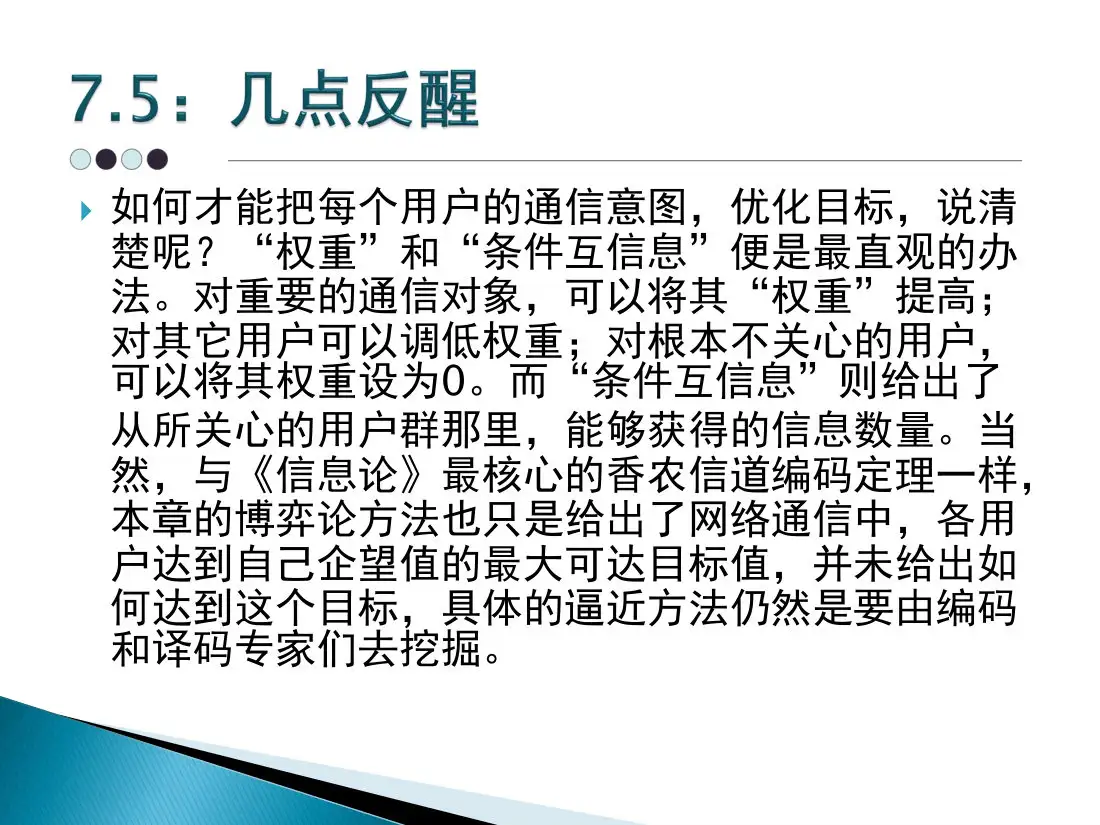 7.5：几点反醒
如何才能把每个用户的通信意图，优化目标，说清
楚呢？“权重”和“条件互信息”便是最直观的办
法。对重要的通信对象，可以将其“权重”提高；
对其它用户可以调低权重；对根本不关心的用户，
可以将其权重设为0。而“条件互信息”则给出了
从所关心的用户群那里，能够获得的信息数量。当
然，与《信息论》最核心的香农信道编码定理一样，
本章的博弈论方法也只是给出了网络通信中，各用
户达到自己企望值的最大可达目标值，并未给出如
何达到这个目标，具体的逼近方法仍然是要由编码
和译码专家们去挖掘。